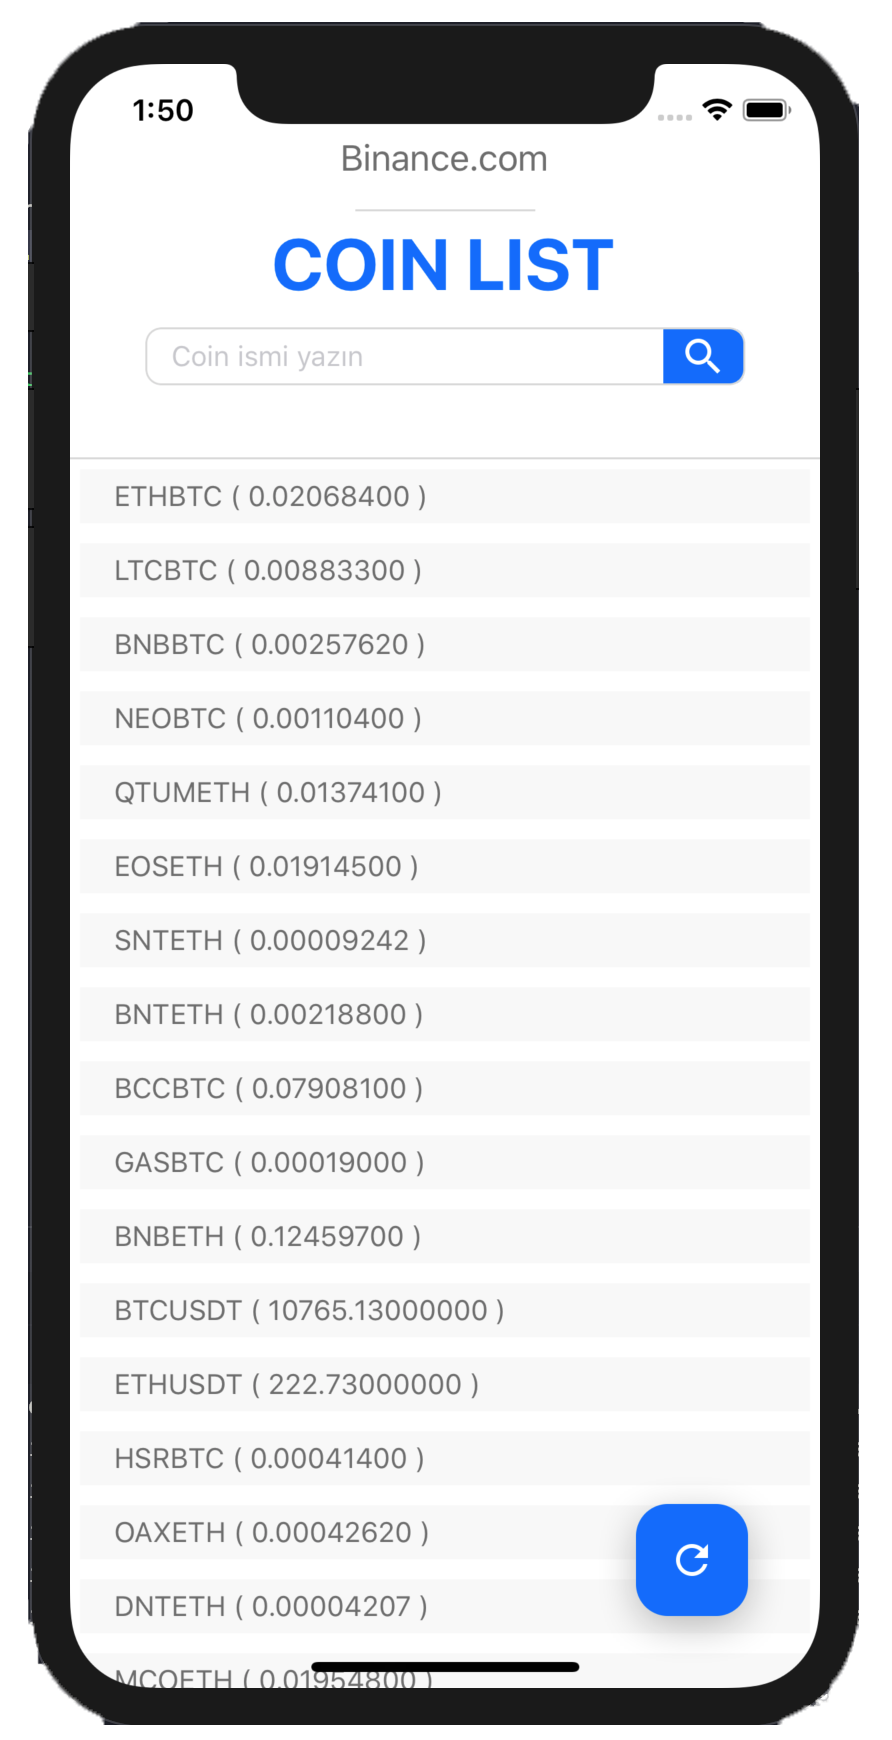 1:50
Binance.com
COIN LIST
Coin ismi yazın
ETHBTC ( 0.02068400 )
LTCBTC ( 0.00883300 )
BNBBTC ( 0.00257620 )
NEOBTC ( 0.00110400 )
QTUMETH ( 0.01374100 )
EOSETH ( 0.01914500 )
SNTETH ( 0.00009242 )
BNTETH ( 0.00218800 )
BCCBTC ( 0.07908100 )
GASBTC ( 0.00019000 )
BNBETH ( 0.12459700 )
BTCUSDT ( 10765.13000000 )
ETHUSDT ( 222.73000000 )
HSRBTC ( 0.00041400 )
OAXETH ( 0.00042620 )
DNTETH ( 0.00004207 )
MCOETH ( 0.01954800 )